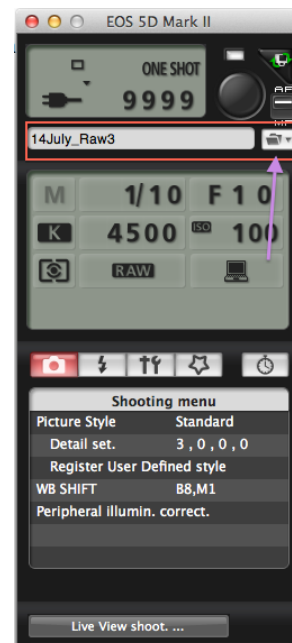 EOS 5D Mark II
ONE SHOT
9999
AF
MF
14July_Raw3
M 1/10 F10
K 4500 ISO 100
RAW
Shooting menu
Picture Style Standard
Detail set. 3 , 0 , 0 , 0
Register User Defined style
WB SHIFT B8,M1
Peripheral illumin. correct.
Live View shoot. ...